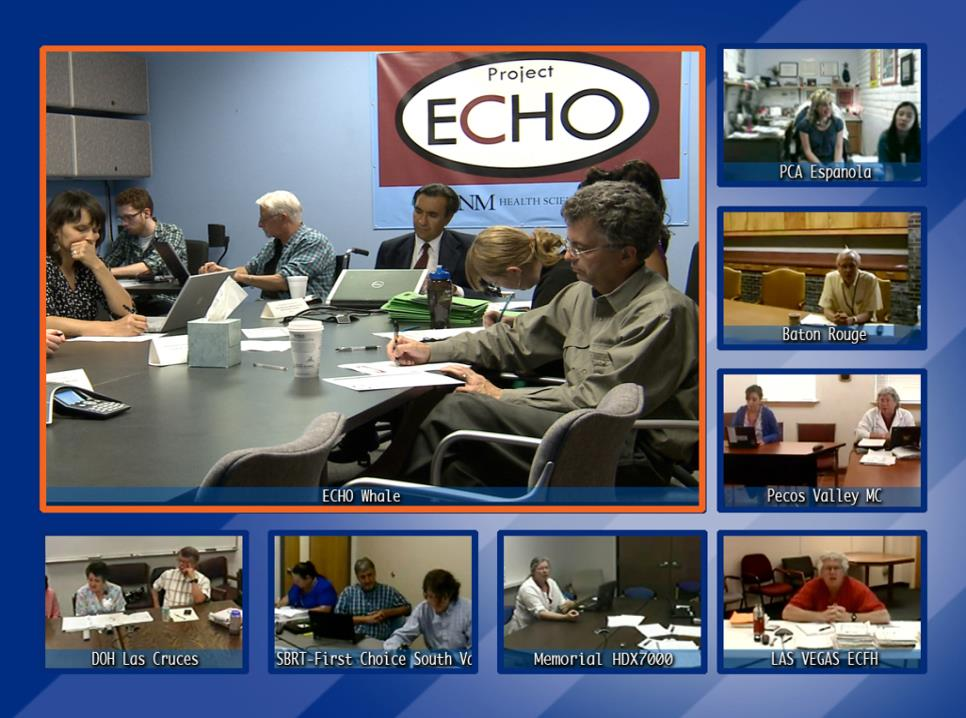 Project
ECHO
NM HEALTH SCIE
ECHO Whale
PCA Espanola
Baton Rouge
Pecos Valley MC
DOH Las Cruces
SBRT-First Choice South Va
Memorial HDX7000
LAS VEGAS ECFH